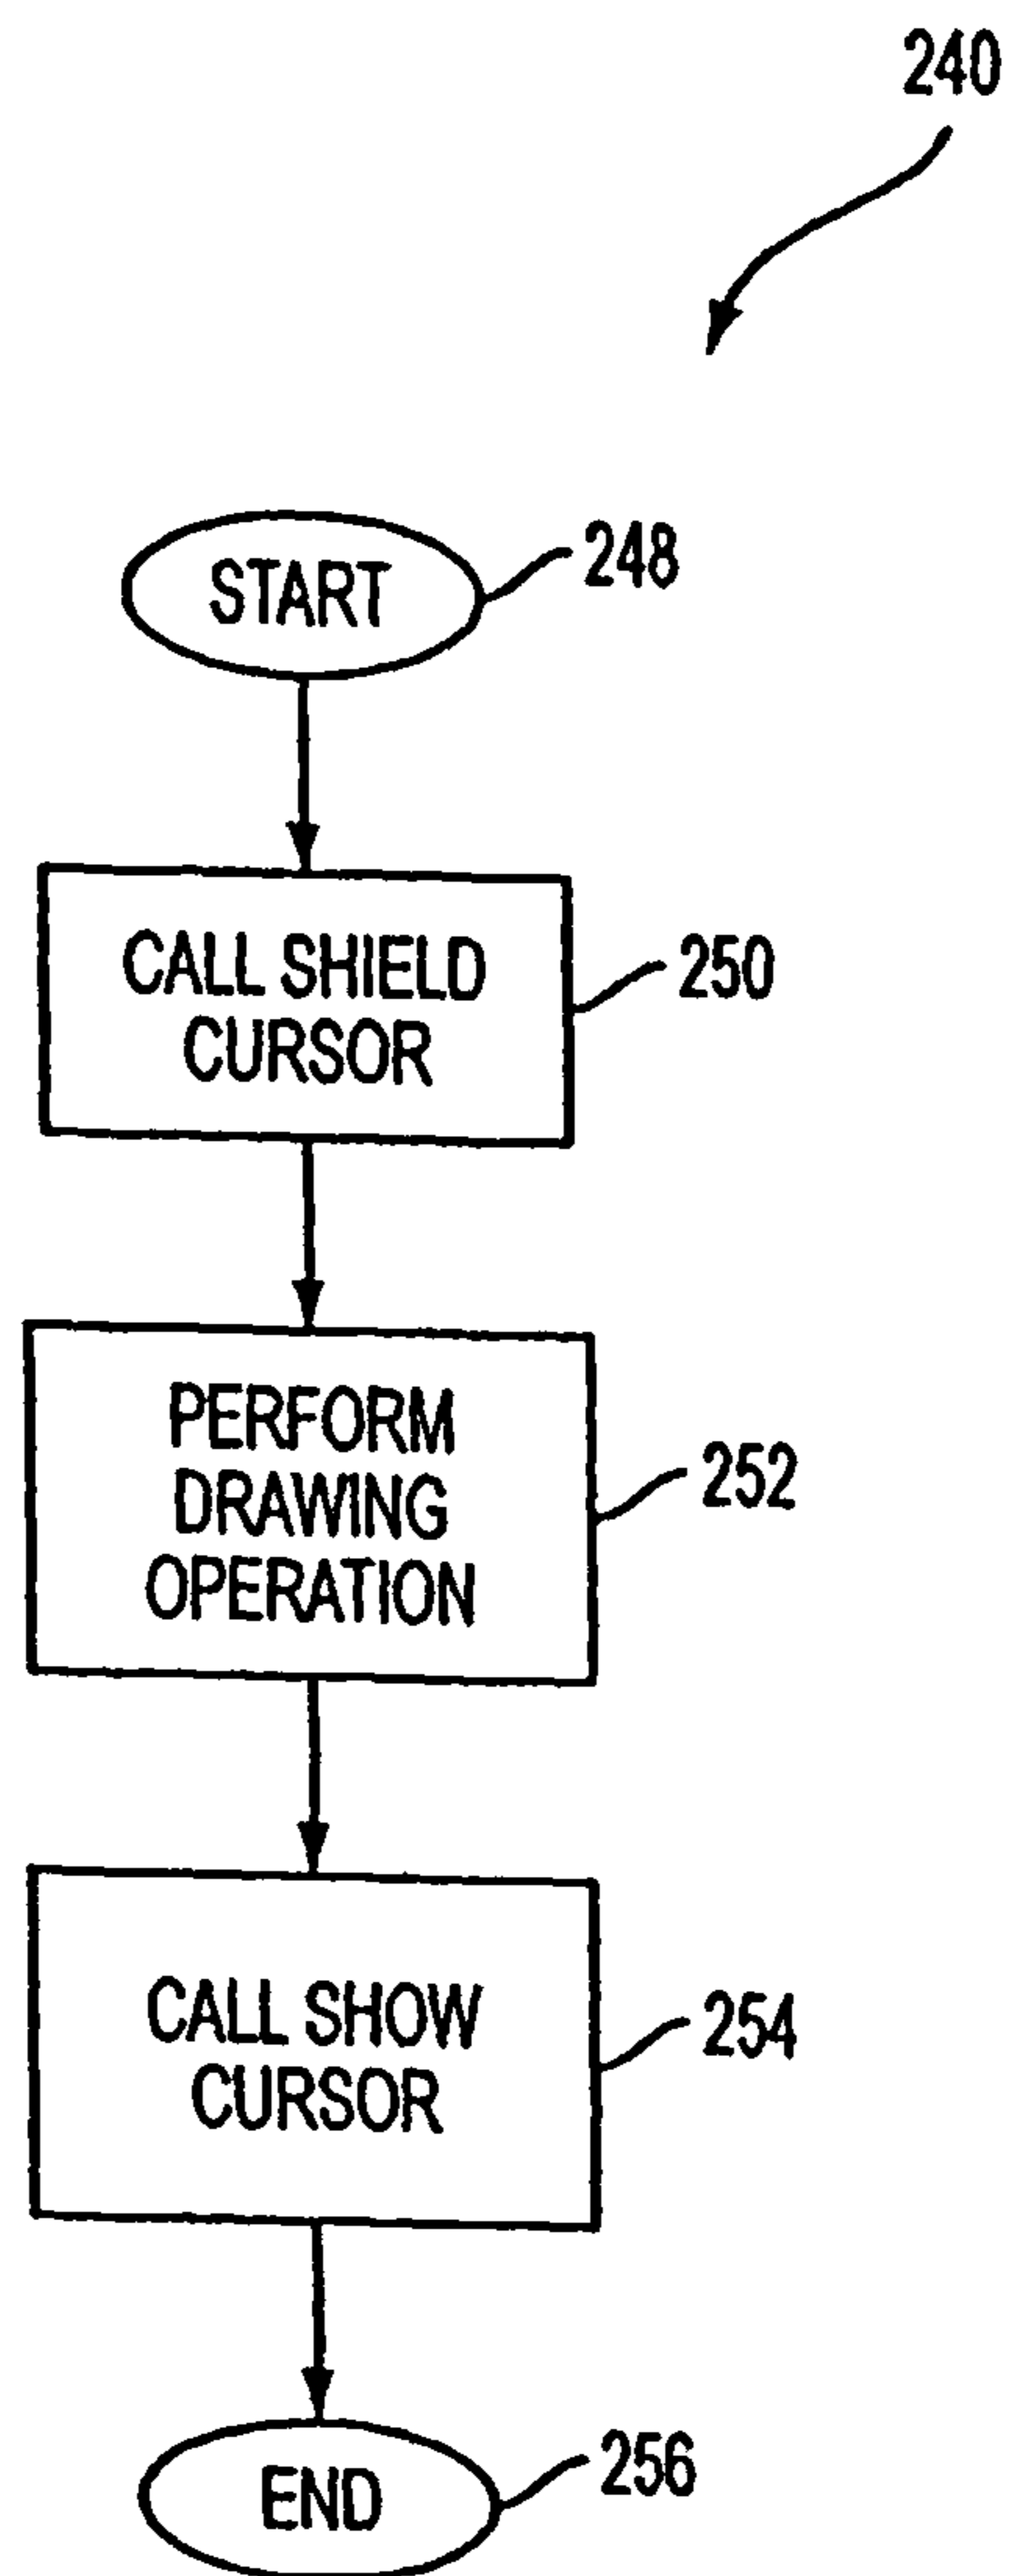 240
START
248
CALL SHIELD
CURSOR
250
PERFORM
DRAWING
OPERATION
252
CALL SHOW
CURSOR
254
END
256